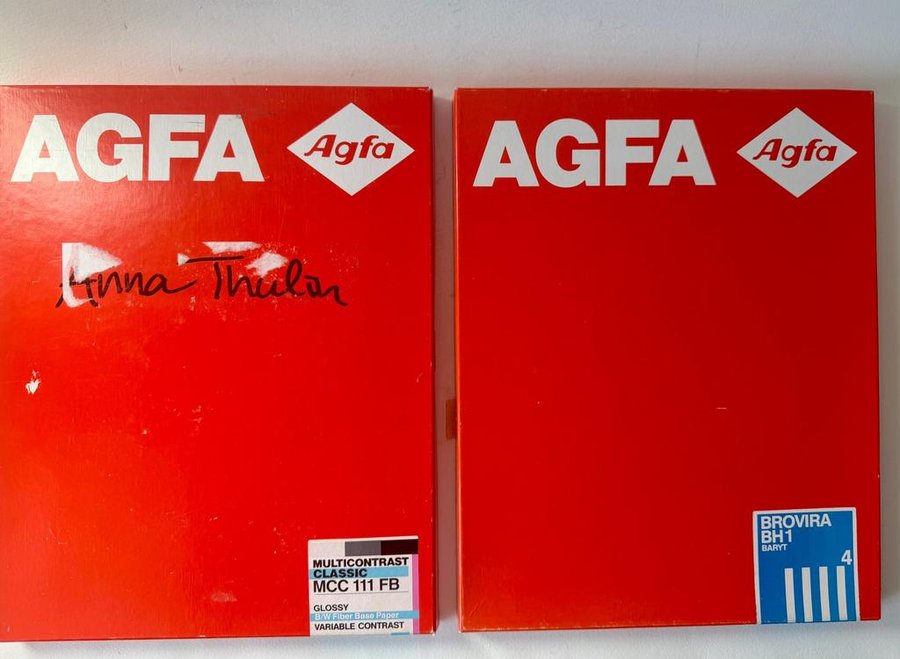 AGFA
Agfa
Anna Thulin
MULTICONTRAST
CLASSIC
MCC 111 FB
GLOSSY
B/W Fiber Base Paper
VARIABLE CONTRAST
AGFA
Agfa
BROVIRA
BH1
BARYT
4